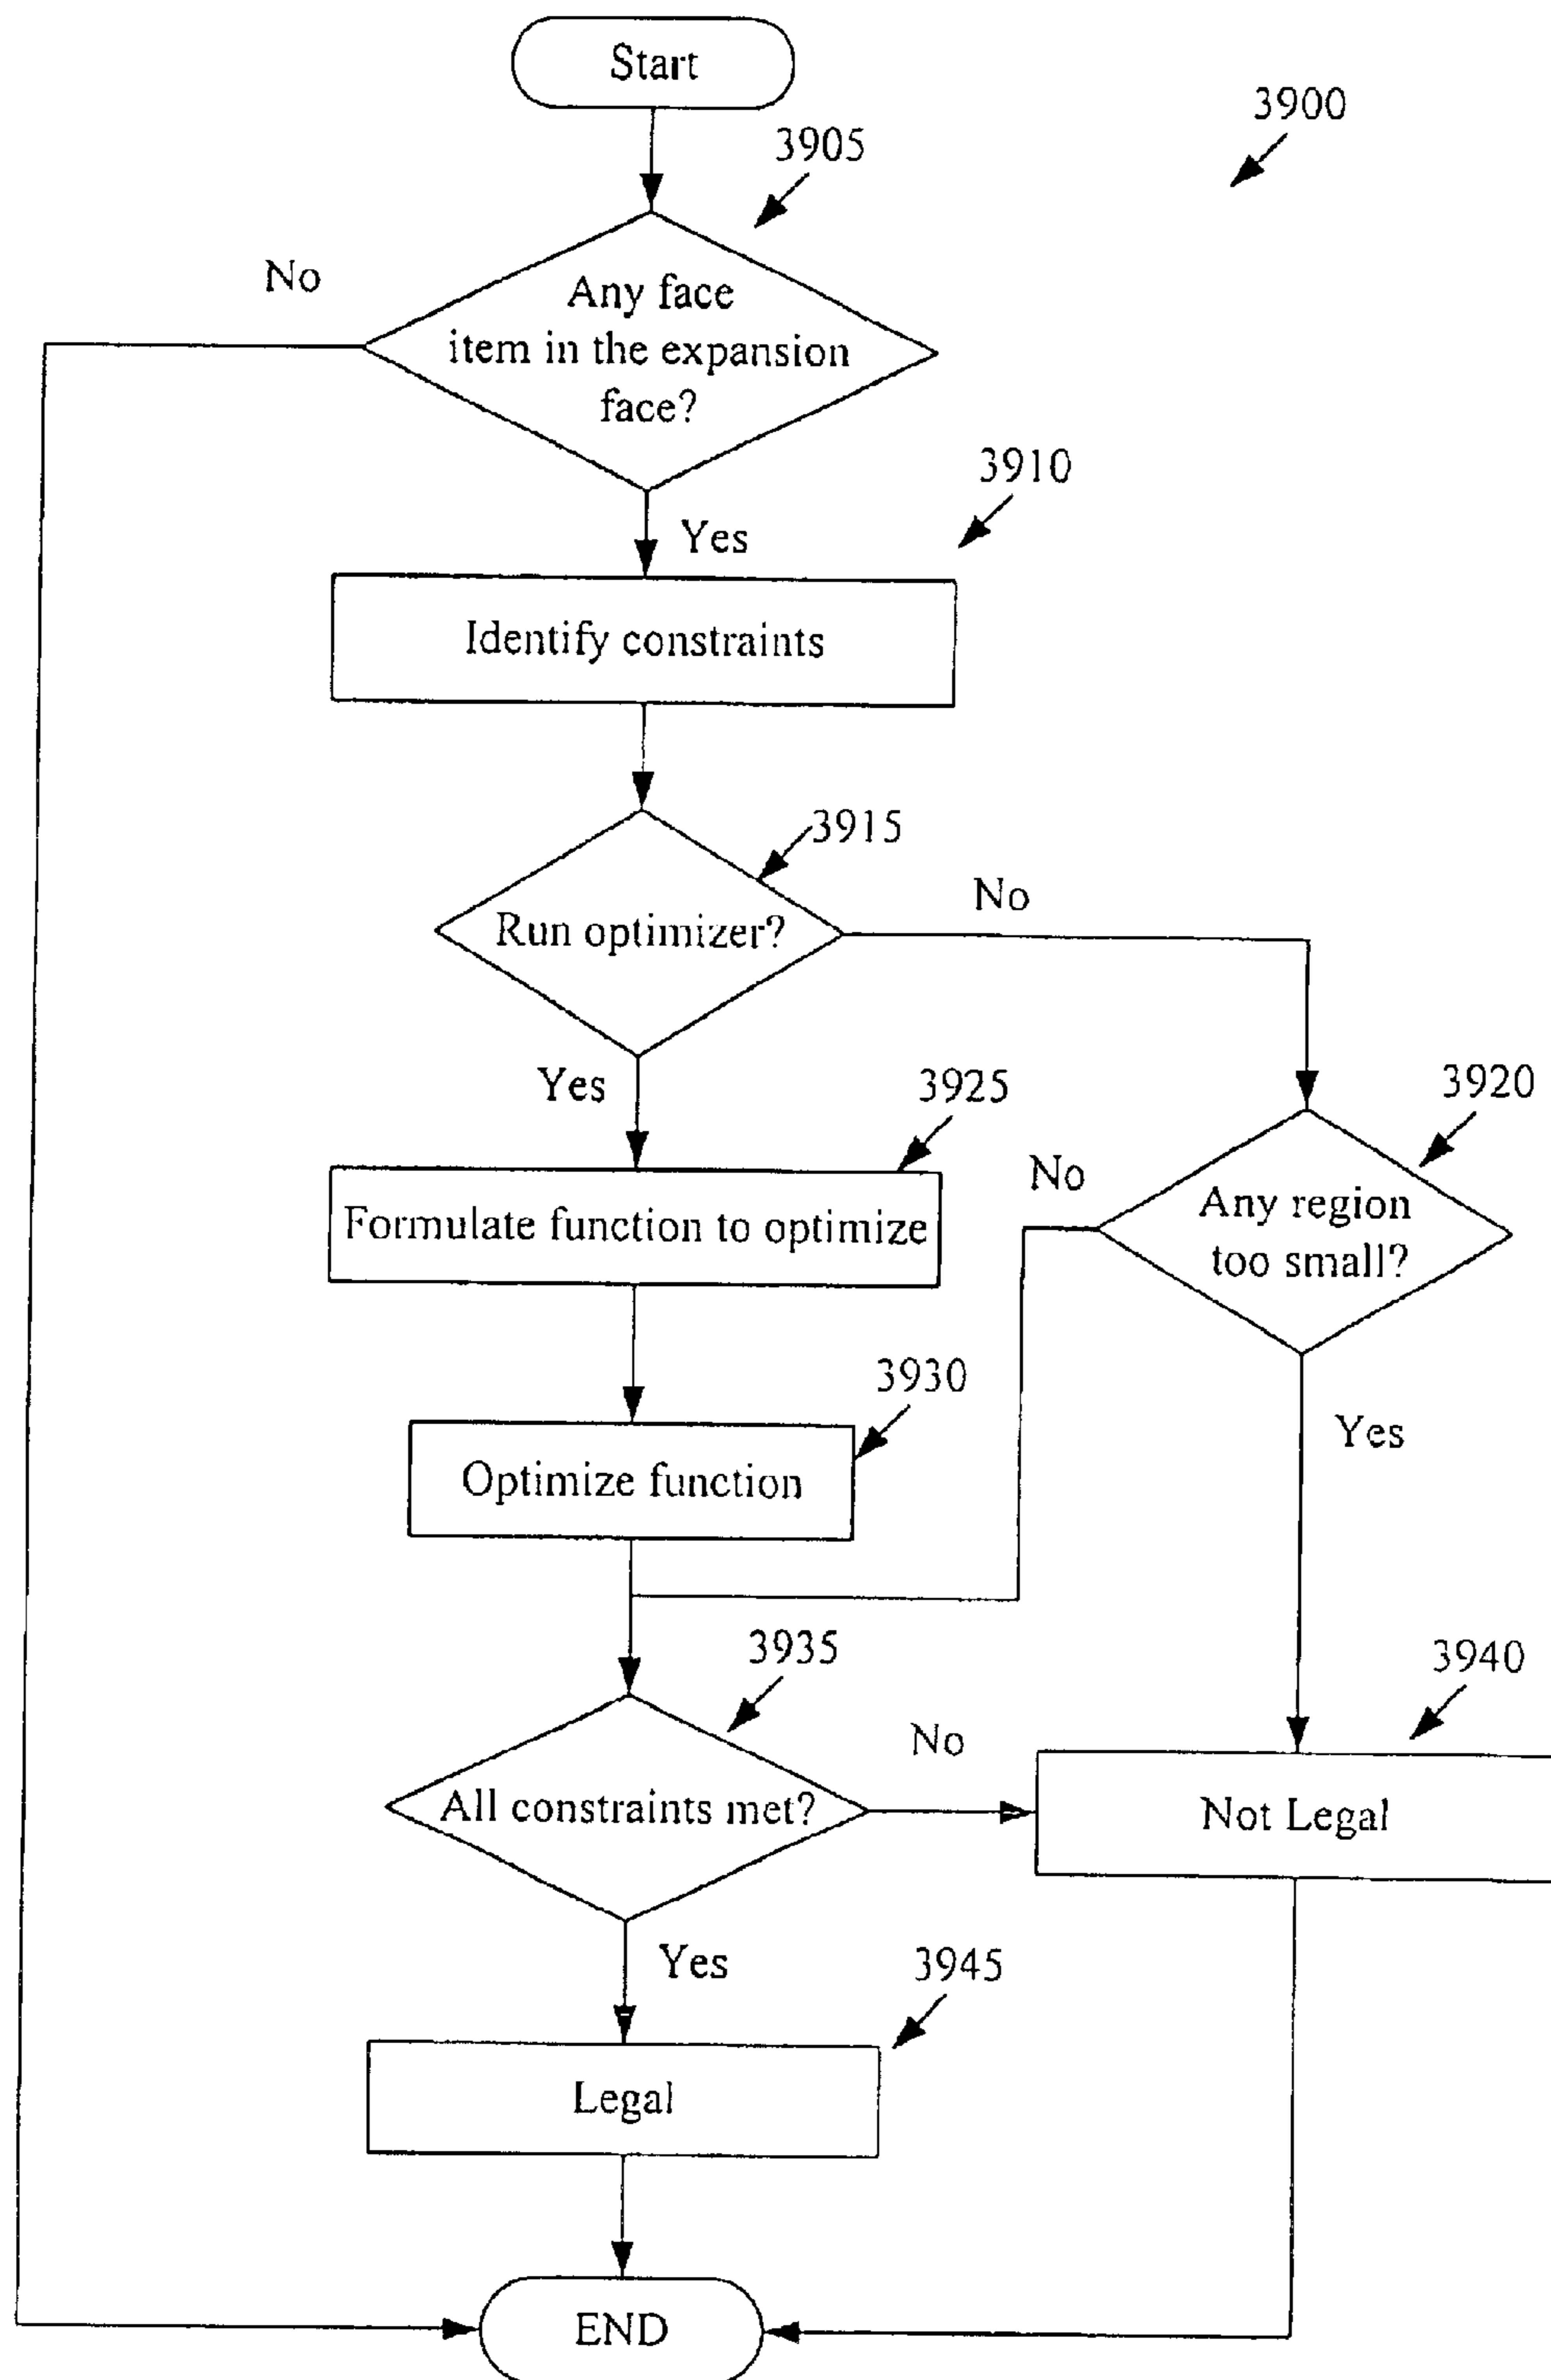 Start
3900
3905
No
Any face
item in the expansion
face?
3910
Yes
Identify constraints
3915
No
Run optimizer?
Yes
3925
3920
No
Any region
too small?
Formulate function to optimize
3930
Yes
Optimize function
3935
3940
No
All constraints met?
Not Legal
Yes
3945
Legal
END